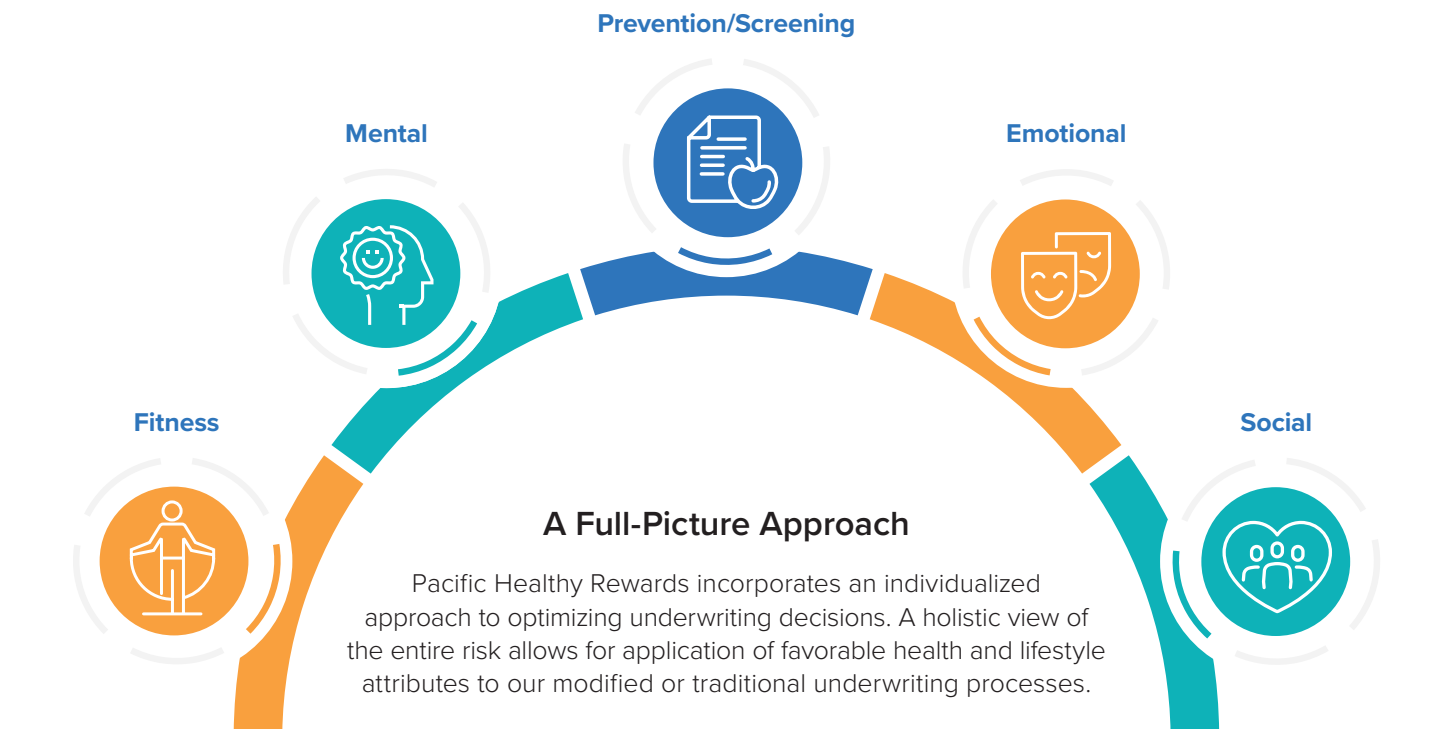 Prevention/Screening
Mental
Emotional
Fitness
Social
A Full-Picture Approach
Pacific Healthy Rewards incorporates an individualized
approach to optimizing underwriting decisions. A holistic view of
the entire risk allows for application of favorable health and lifestyle
attributes to our modified or traditional underwriting processes.